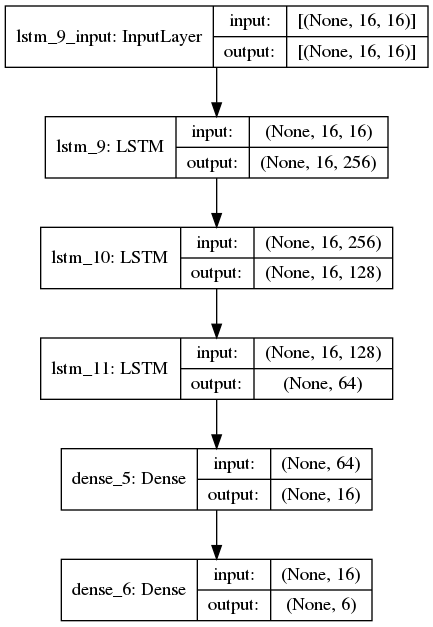 lstm_9_input: InputLayer
input: [(None, 16, 16)]
output: [(None, 16, 16)]
lstm_9: LSTM
input: (None, 16, 16)
output: (None, 16, 256)
lstm_10: LSTM
input: (None, 16, 256)
output: (None, 16, 128)
lstm_11: LSTM
input: (None, 16, 128)
output: (None, 64)
dense_5: Dense
input: (None, 64)
output: (None, 16)
dense_6: Dense
input: (None, 16)
output: (None, 6)